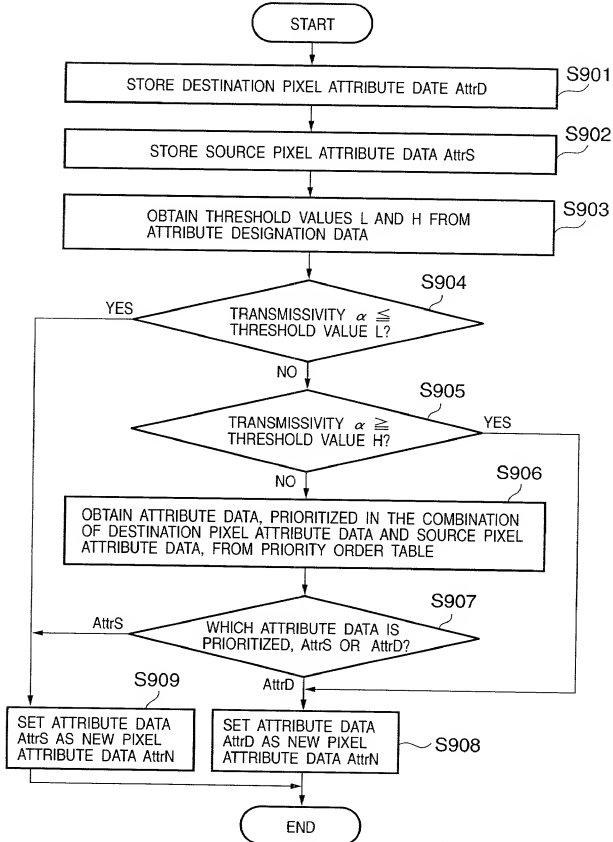 START
STORE DESTINATION PIXEL ATTRIBUTE DATE AttrD
S901
STORE SOURCE PIXEL ATTRIBUTE DATA AttrS
S902
OBTAIN THRESHOLD VALUES L AND H FROM
ATTRIBUTE DESIGNATION DATA
S903
S904
YES
TRANSMISSIVITY α ≦
THRESHOLD VALUE L?
NO
S905
TRANSMISSIVITY α ≧
THRESHOLD VALUE H?
YES
NO
S906
OBTAIN ATTRIBUTE DATA, PRIORITIZED IN THE COMBINATION
OF DESTINATION PIXEL ATTRIBUTE DATA AND SOURCE PIXEL
ATTRIBUTE DATA, FROM PRIORITY ORDER TABLE
S907
AttrS
WHICH ATTRIBUTE DATA IS
PRIORITIZED, AttrS OR AttrD?
AttrD
S909
SET ATTRIBUTE DATA
AttrS AS NEW PIXEL
ATTRIBUTE DATA AttrN
SET ATTRIBUTE DATA
AttrD AS NEW PIXEL
ATTRIBUTE DATA AttrN
S908
END